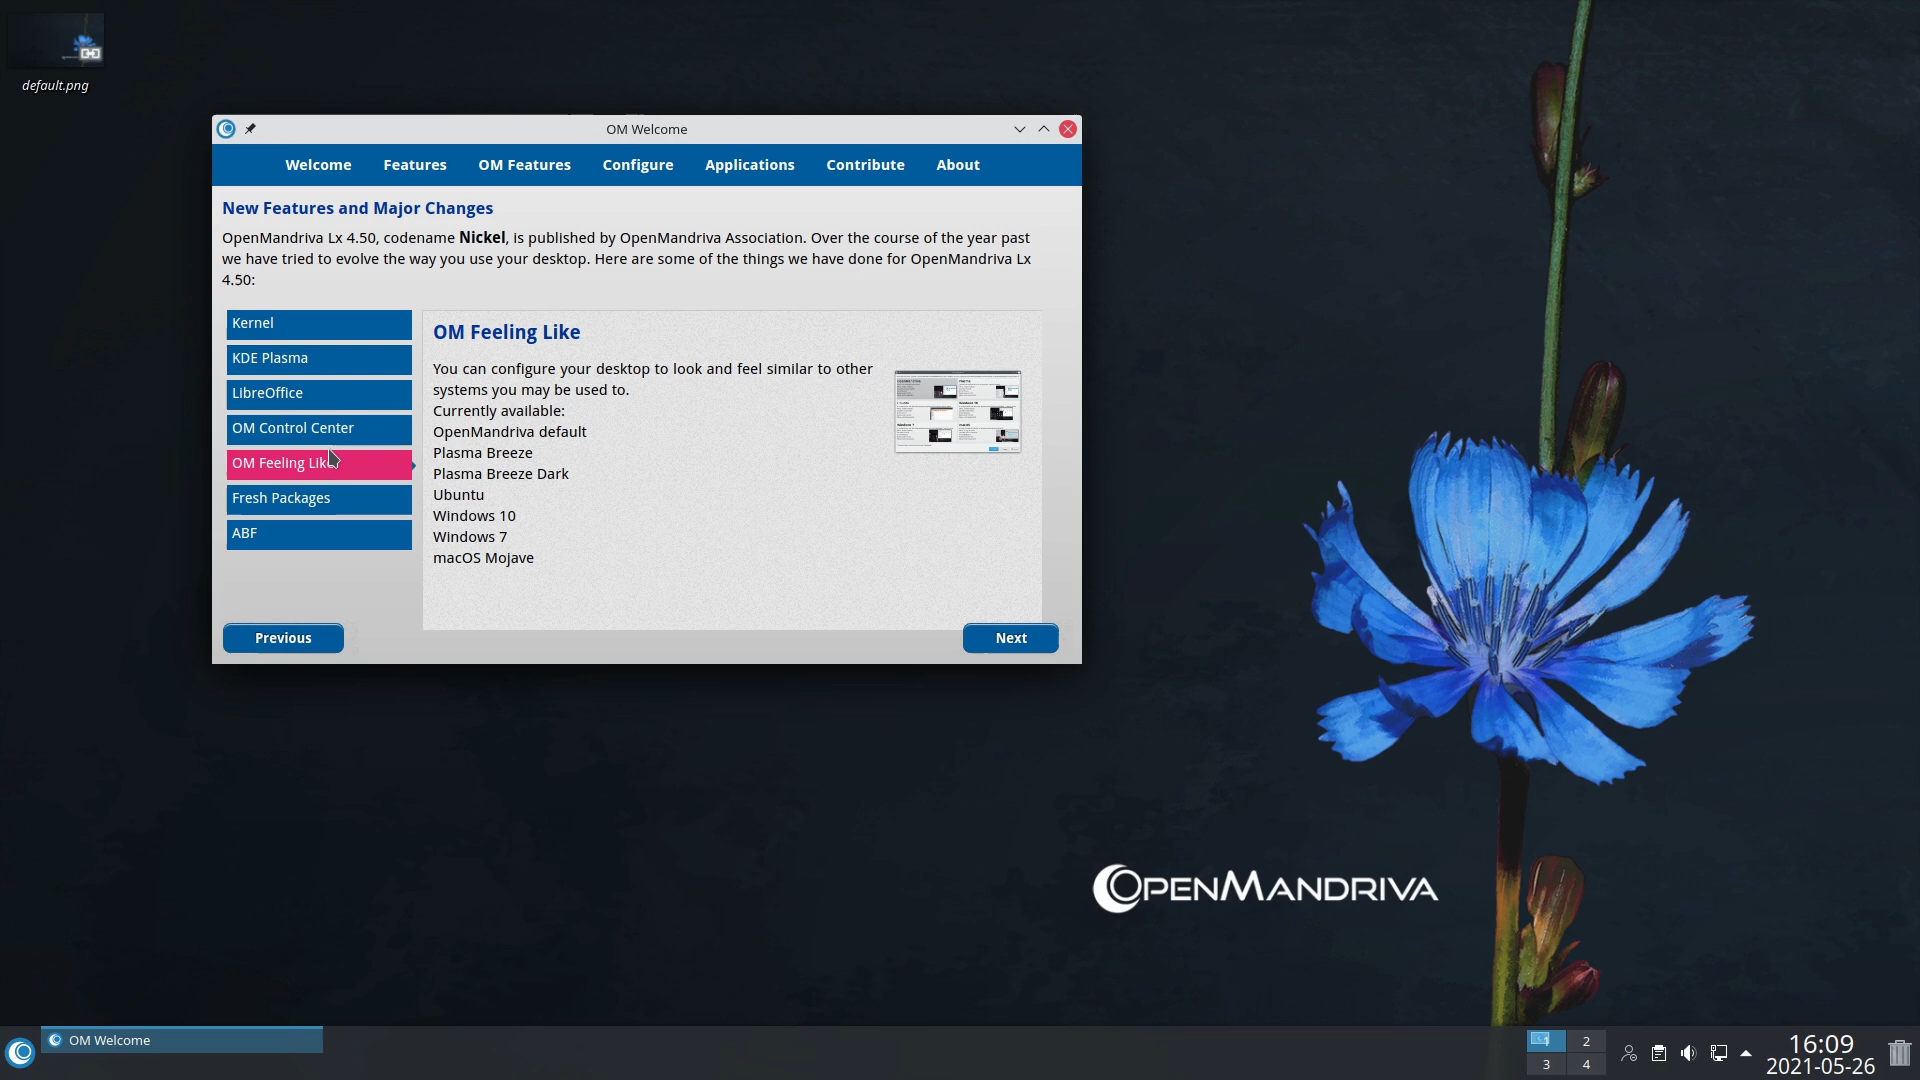 default.png
OM Welcome
Welcome Features OM Features Configure Applications Contribute About
New Features and Major Changes
OpenMandriva Lx 4.50, codename Nickel, is published by OpenMandriva Association. Over the course of the year past
we have tried to evolve the way you use your desktop. Here are some of the things we have done for OpenMandriva Lx
4.50:
Kernel
KDE Plasma
LibreOffice
OM Control Center
OM Feeling Like
Fresh Packages
ABF
OM Feeling Like
You can configure your desktop to look and feel similar to other
systems you may be used to.
Currently available:
OpenMandriva default
Plasma Breeze
Plasma Breeze Dark
Ubuntu
Windows 10
Windows 7
macOS Mojave
Previous
Next
OPENMANDRIVA
OM Welcome
1 2
3 4
16:09
2021-05-26